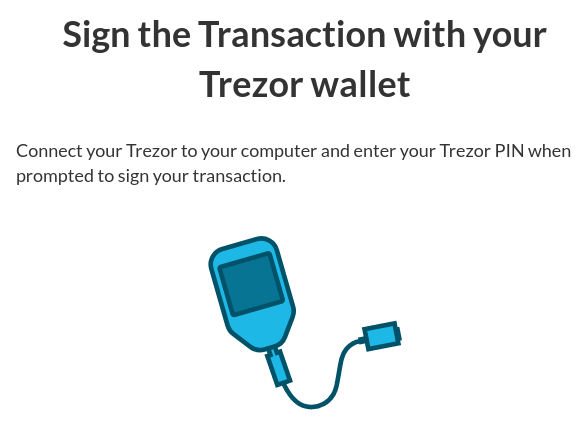 Sign the Transaction with your
Trezor wallet
Connect your Trezor to your computer and enter your Trezor PIN when
prompted to sign your transaction.